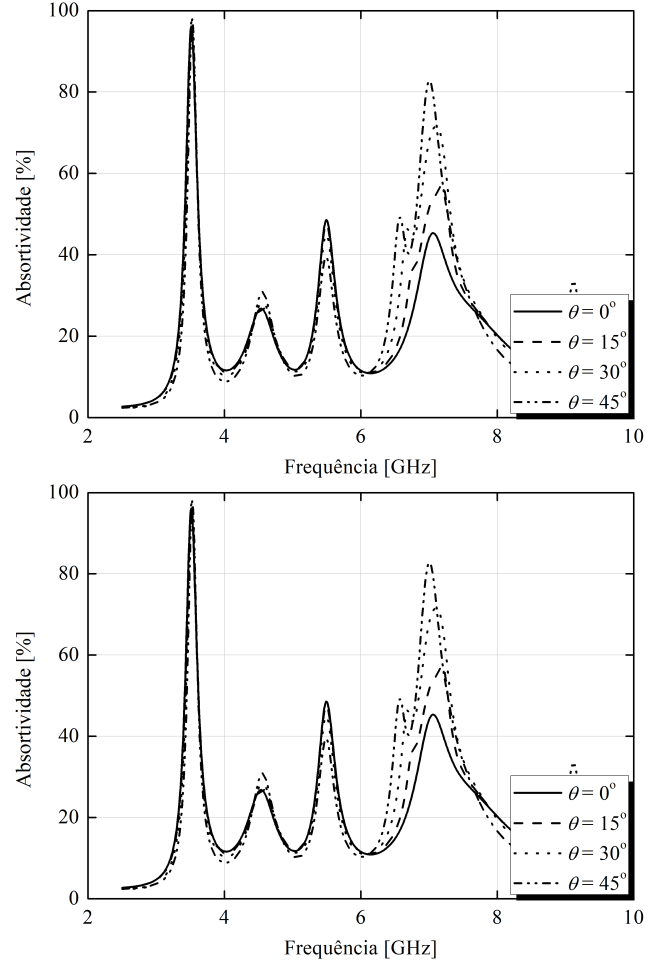 100
80
60
40
20
0
Absortividade [%]
θ = 0°
θ = 15°
θ = 30°
θ = 45°
2 4 6 8 10
Frequência [GHz]
100
80
60
40
20
0
Absortividade [%]
θ = 0°
θ = 15°
θ = 30°
θ = 45°
2 4 6 8 10
Frequência [GHz]